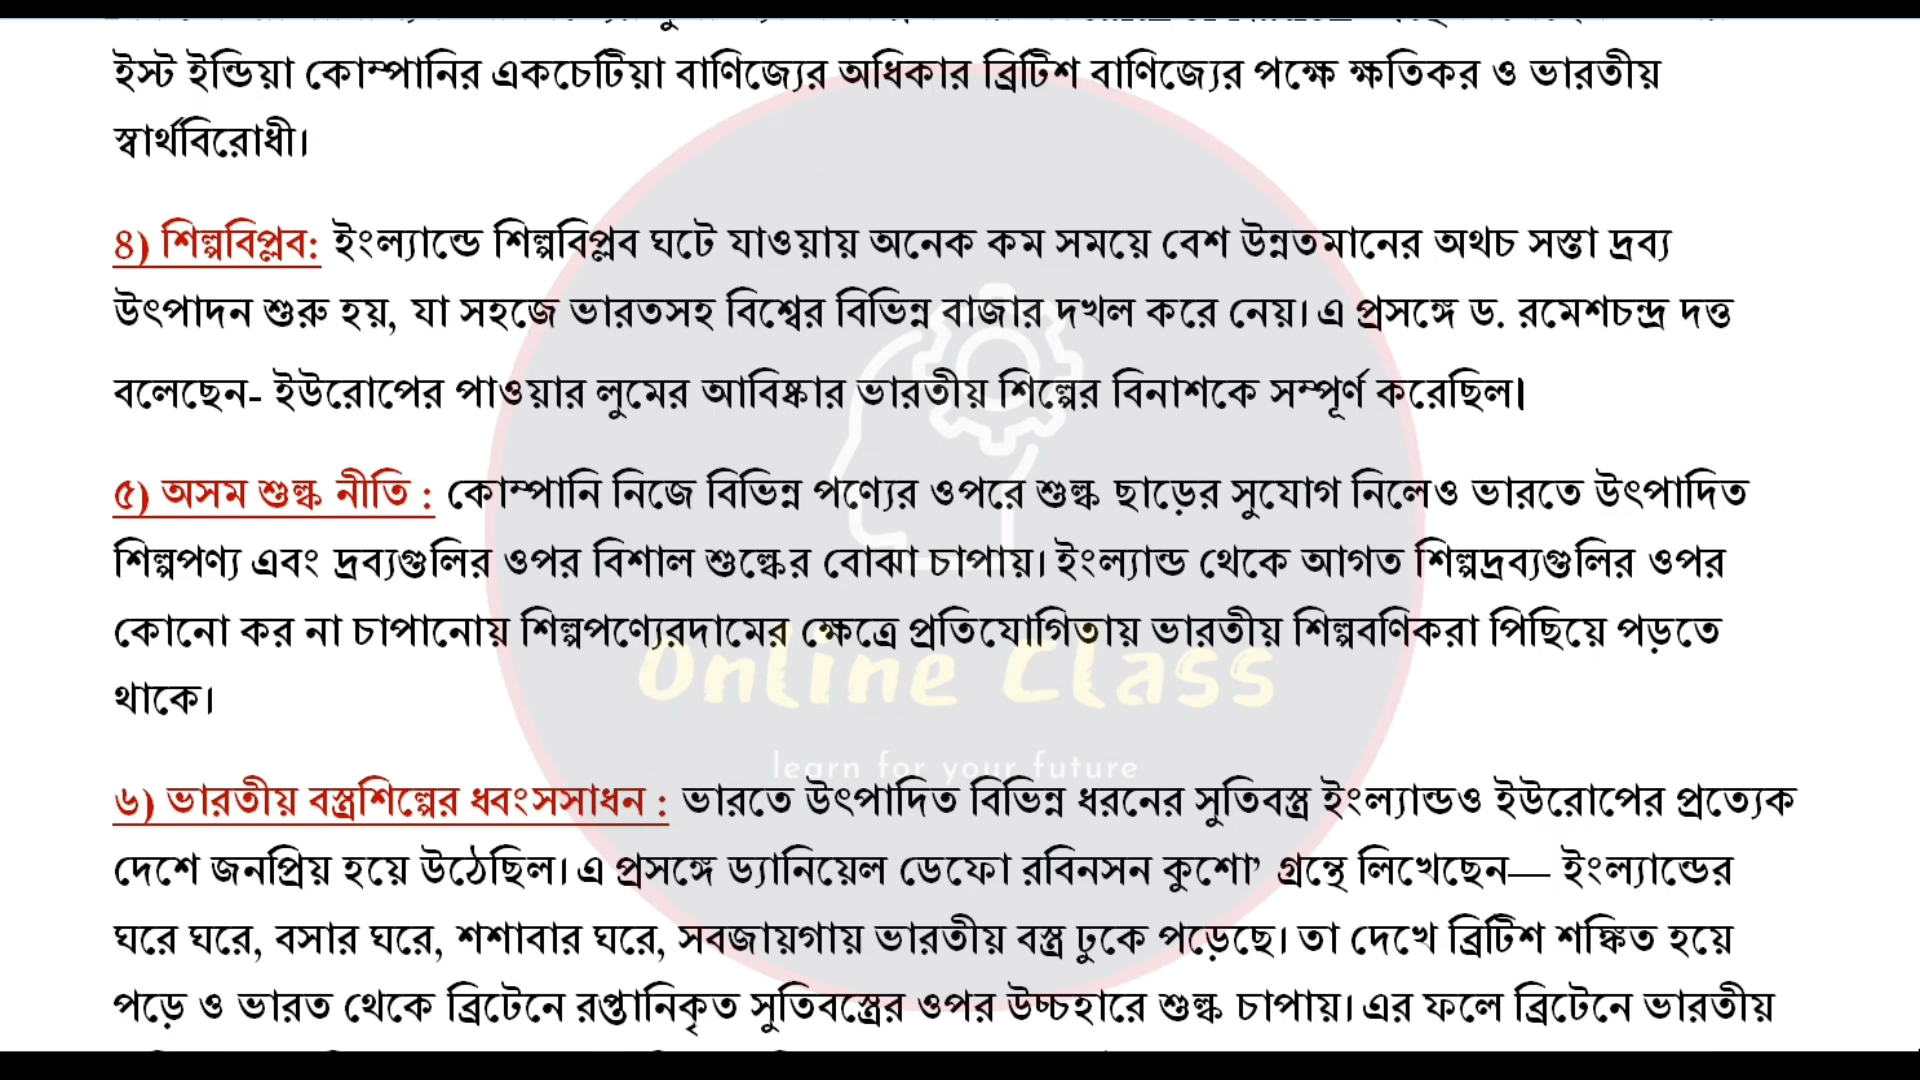 ইস্ট ইন্ডিয়া কোম্পানির একচেটিয়া বাণিজ্যের অধিকার ব্রিটিশ বাণিজ্যের পক্ষে ক্ষতিকর ও ভারতীয়
স্বার্থবিরোধী।
8) শিল্পবিপ্লব: ইংল্যান্ডে শিল্পবিপ্লব ঘটে যাওয়ায় অনেক কম সময়ে বেশ উন্নতমানের অথচ সস্তা দ্রব্য
উৎপাদন শুরু হয়, যা সহজে ভারতসহ বিশ্বের বিভিন্ন বাজার দখল করে নেয়। এ প্রসঙ্গে ড. রমেশচন্দ্র দত্ত
বলেছেন- ইউরোপের পাওয়ার লুমের আবিষ্কার ভারতীয় শিল্পের বিনাশকে সম্পূর্ণ করেছিল।
৫) অসম শুল্ক নীতি : কোম্পানি নিজে বিভিন্ন পণ্যের ওপরে শুল্ক ছাড়ের সুযোগ নিলেও ভারতে উৎপাদিত
শিল্পপণ্য এবং দ্রব্যগুলির ওপর বিশাল শুল্কের বোঝা চাপায়। ইংল্যান্ড থেকে আগত শিল্পদ্রব্যগুলির ওপর
কোনো কর না চাপানোয় শিল্পপণ্যেরদামের ক্ষেত্রে প্রতিযোগিতায় ভারতীয় শিল্পবণিকরা পিছিয়ে পড়তে
থাকে।
Online Class
learn for your future
৬) ভারতীয় বস্ত্রশিল্পের ধ্বংসসাধন : ভারতে উৎপাদিত বিভিন্ন ধরনের সুতিবস্ত্র ইংল্যান্ডও ইউরোপের প্রত্যেক
দেশে জনপ্রিয় হয়ে উঠেছিল। এ প্রসঙ্গে ড্যানিয়েল ডেফো রবিনসন কুশো’ গ্রন্থে লিখেছেন— ইংল্যান্ডের
ঘরে ঘরে, বসার ঘরে, শশাবার ঘরে, সবজায়গায় ভারতীয় বস্ত্র ঢুকে পড়েছে। তা দেখে ব্রিটিশ শঙ্কিত হয়ে
পড়ে ও ভারত থেকে ব্রিটেনে রপ্তানিকৃত সুতিবস্ত্রের ওপর উচ্চহারে শুল্ক চাপায়। এর ফলে ব্রিটেনে ভারতীয়